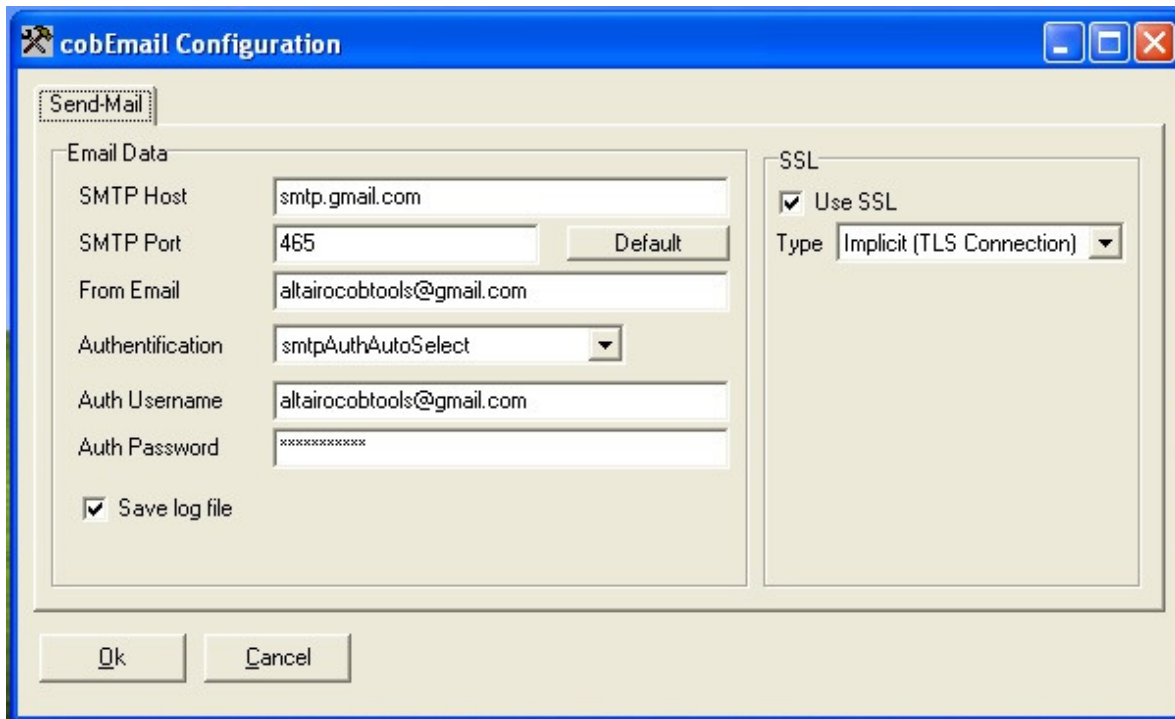 cobEmail Configuration
Send-Mail
Email Data
SMTP Host smtp.gmail.com
SMTP Port 465 Default
From Email altairocobtools@gmail.com
Authentification smtpAuthAutoSelect
Auth Username altairocobtools@gmail.com
Auth Password ***********
Save log file
SSL
Use SSL
Type Implicit (TLS Connection)
Ok Cancel